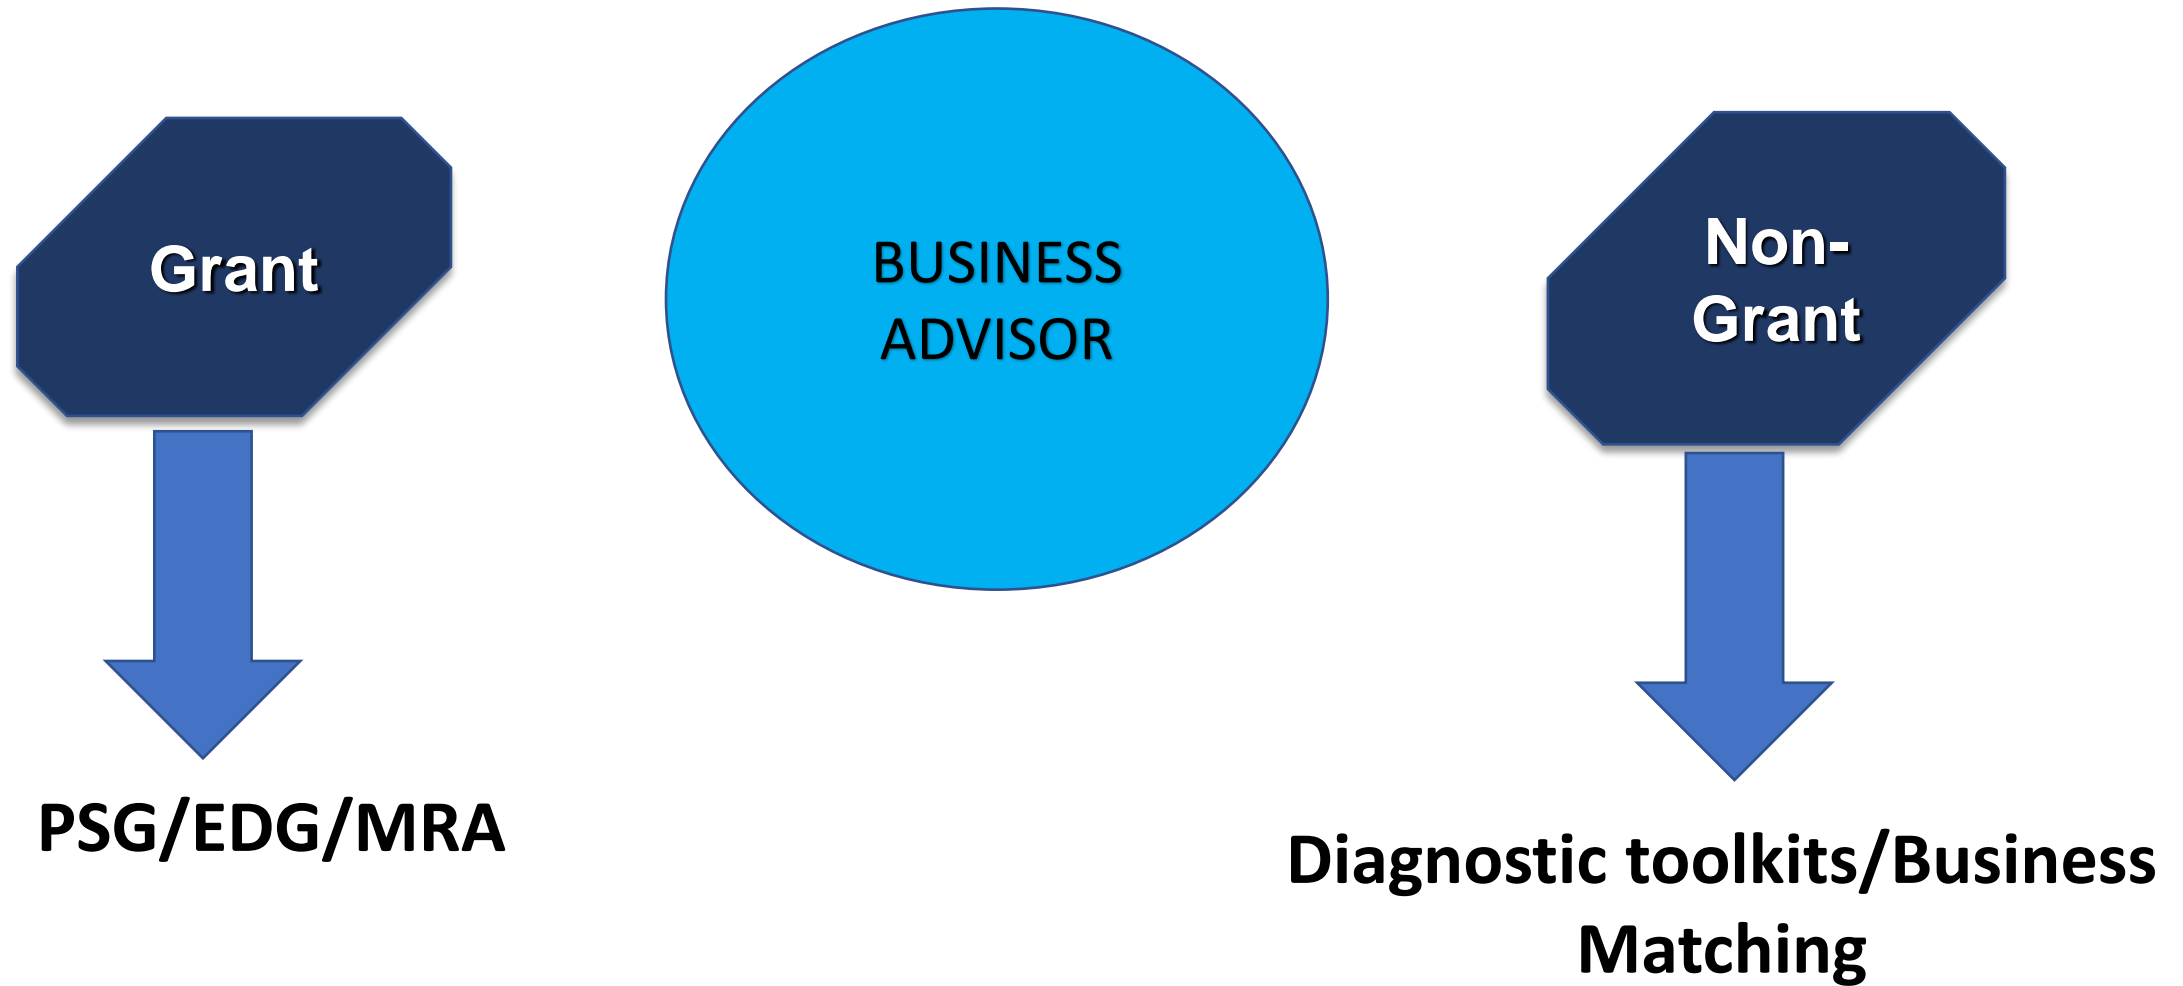 Grant
BUSINESS
ADVISOR
Non-
Grant
PSG/EDG/MRA
Diagnostic toolkits/Business
Matching